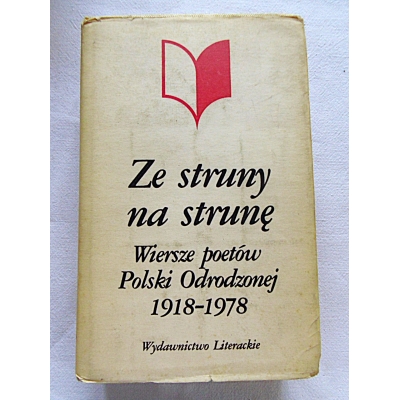 Ze struny
na strunę
Wiersze poetów
Polski Odrodzonej
1918–1978
Wydawnictwo Literackie